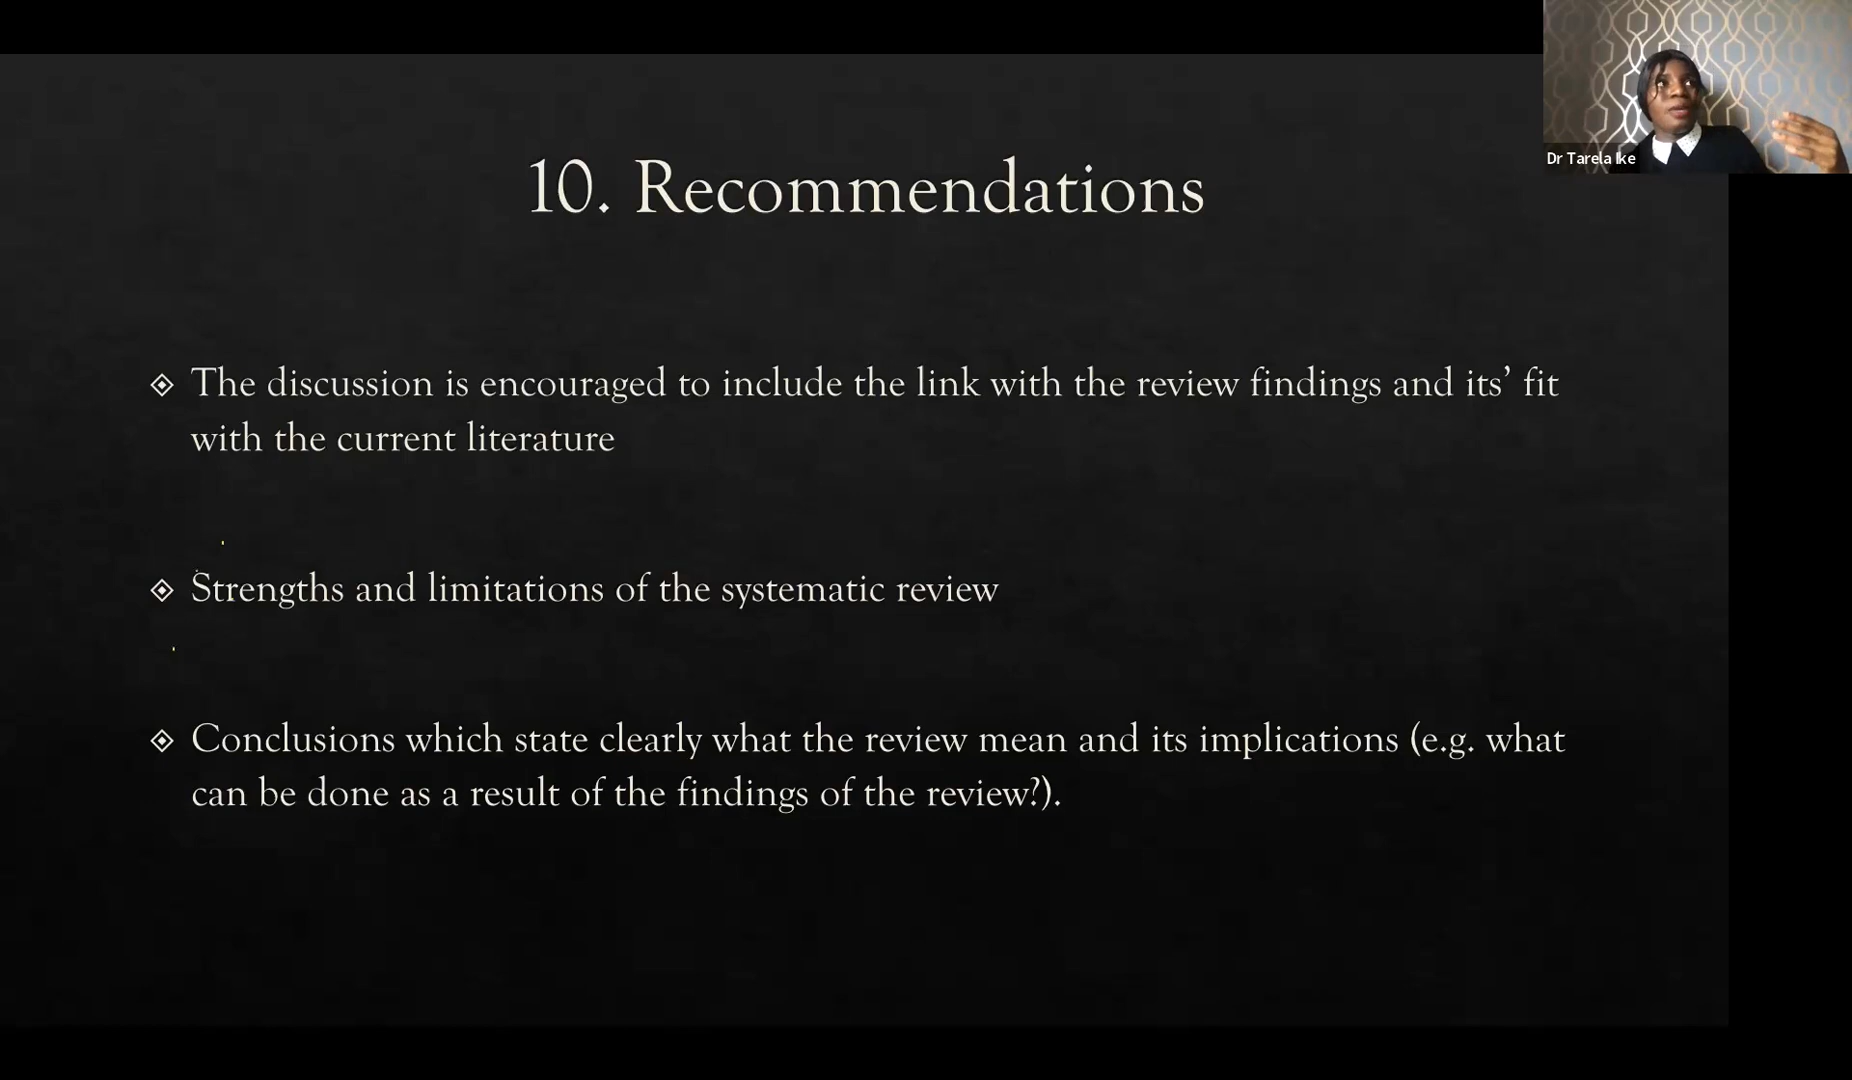 10. Recommendations
The discussion is encouraged to include the link with the review findings and its’ fit
with the current literature
Strengths and limitations of the systematic review
Conclusions which state clearly what the review mean and its implications (e.g. what
can be done as a result of the findings of the review?).
Dr Tarela Ike